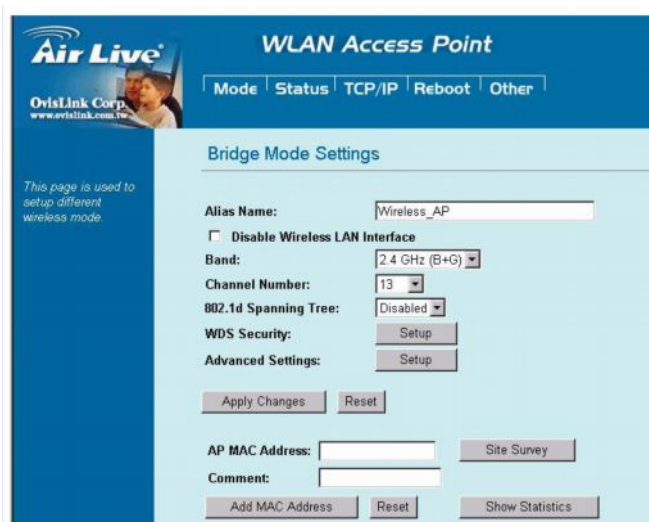 Air Live
WLAN Access Point
Mode Status TCP/IP Reboot Other
OvisLink Corp.
www.ovislink.com.tw
Bridge Mode Settings
This page is used to
setup different
wireless mode.
Alias Name: Wireless_AP
Disable Wireless LAN Interface
Band: 2.4 GHz (B+G)
Channel Number: 13
802.1d Spanning Tree: Disabled
WDS Security: Setup
Advanced Settings: Setup
Apply Changes Reset
AP MAC Address: Site Survey
Comment:
Add MAC Address Reset Show Statistics